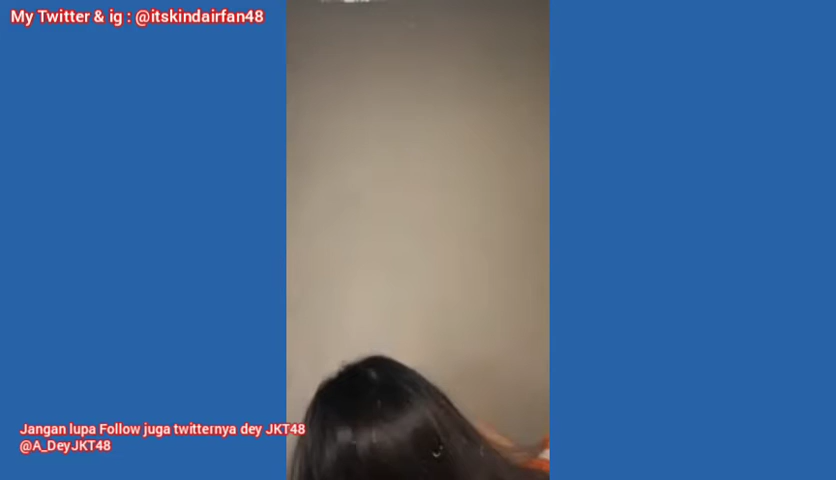 My Twitter & ig : @itskindairfan48
Jangan lupa Follow juga twitternya dey JKT48
@A_DeyJKT48